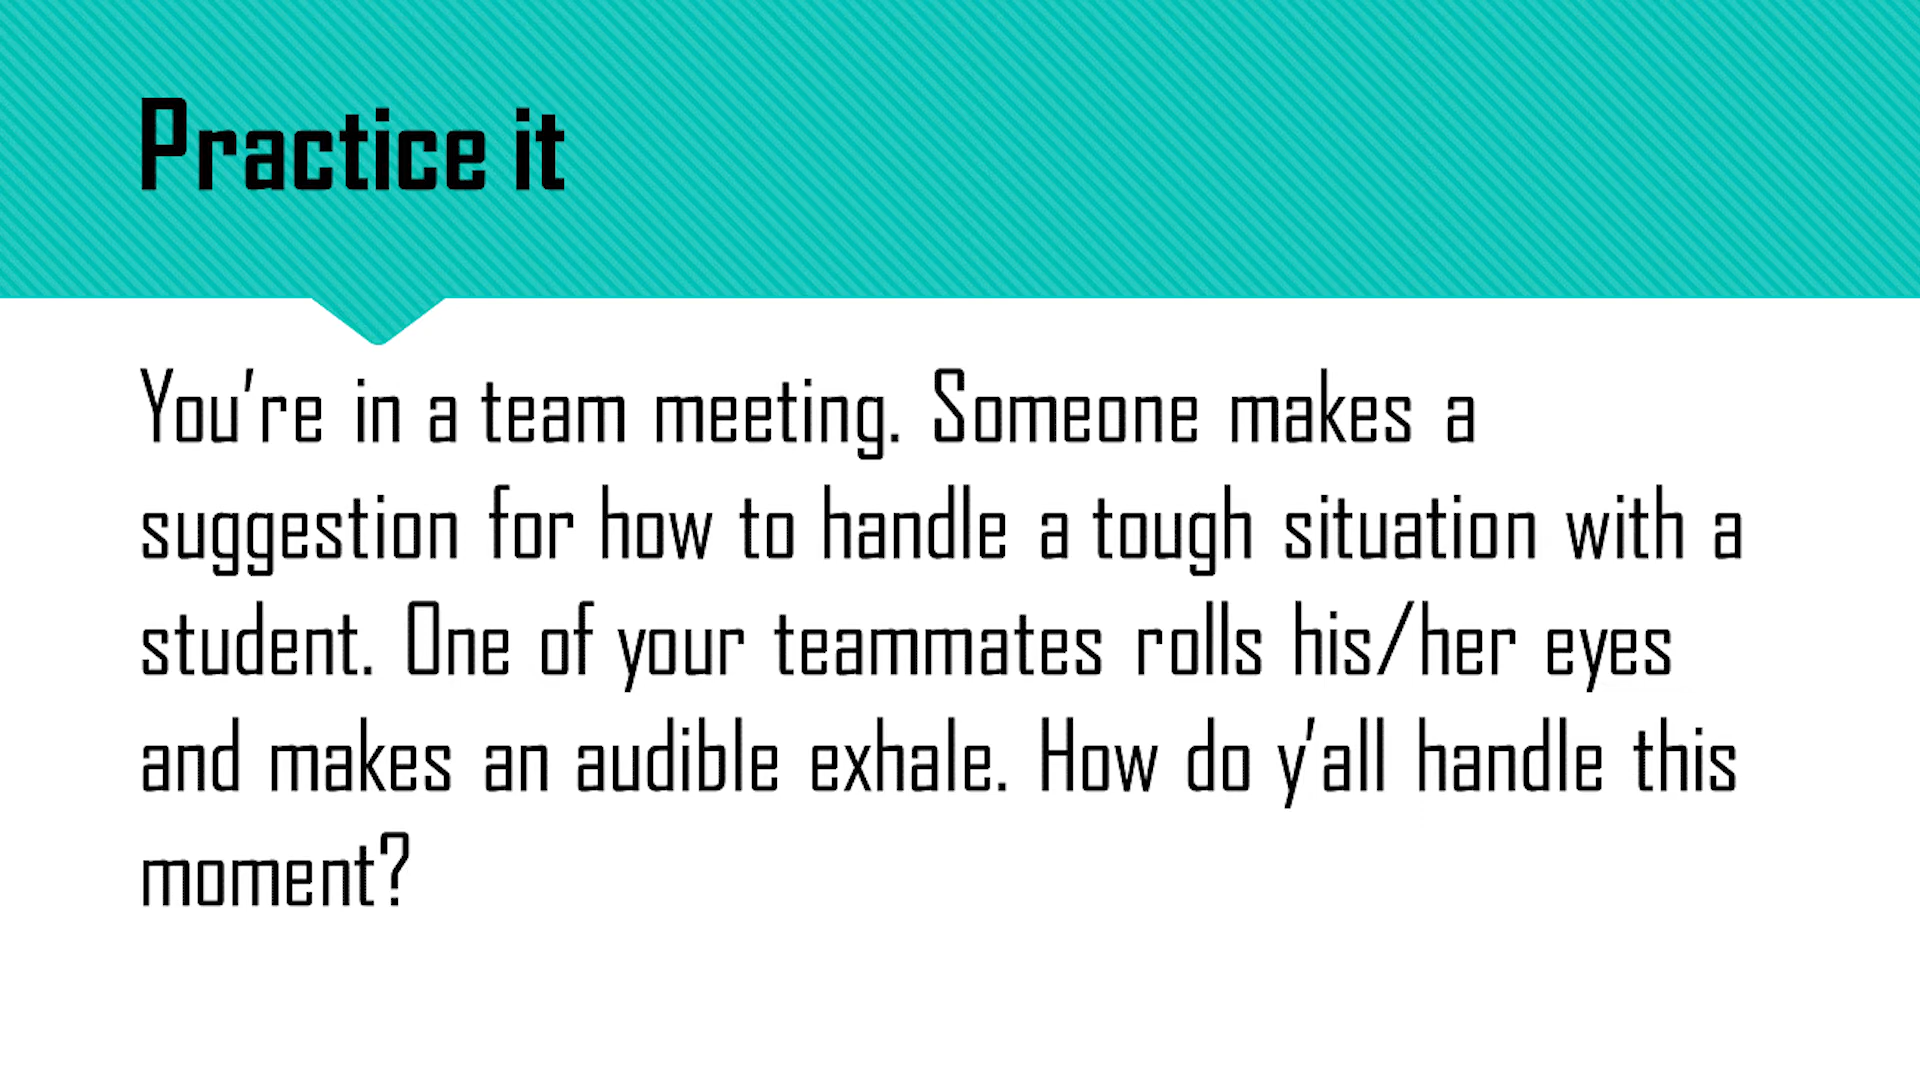 Practice it
You’re in a team meeting. Someone makes a
suggestion for how to handle a tough situation with a
student. One of your teammates rolls his/her eyes
and makes an audible exhale. How do y’all handle this
moment?